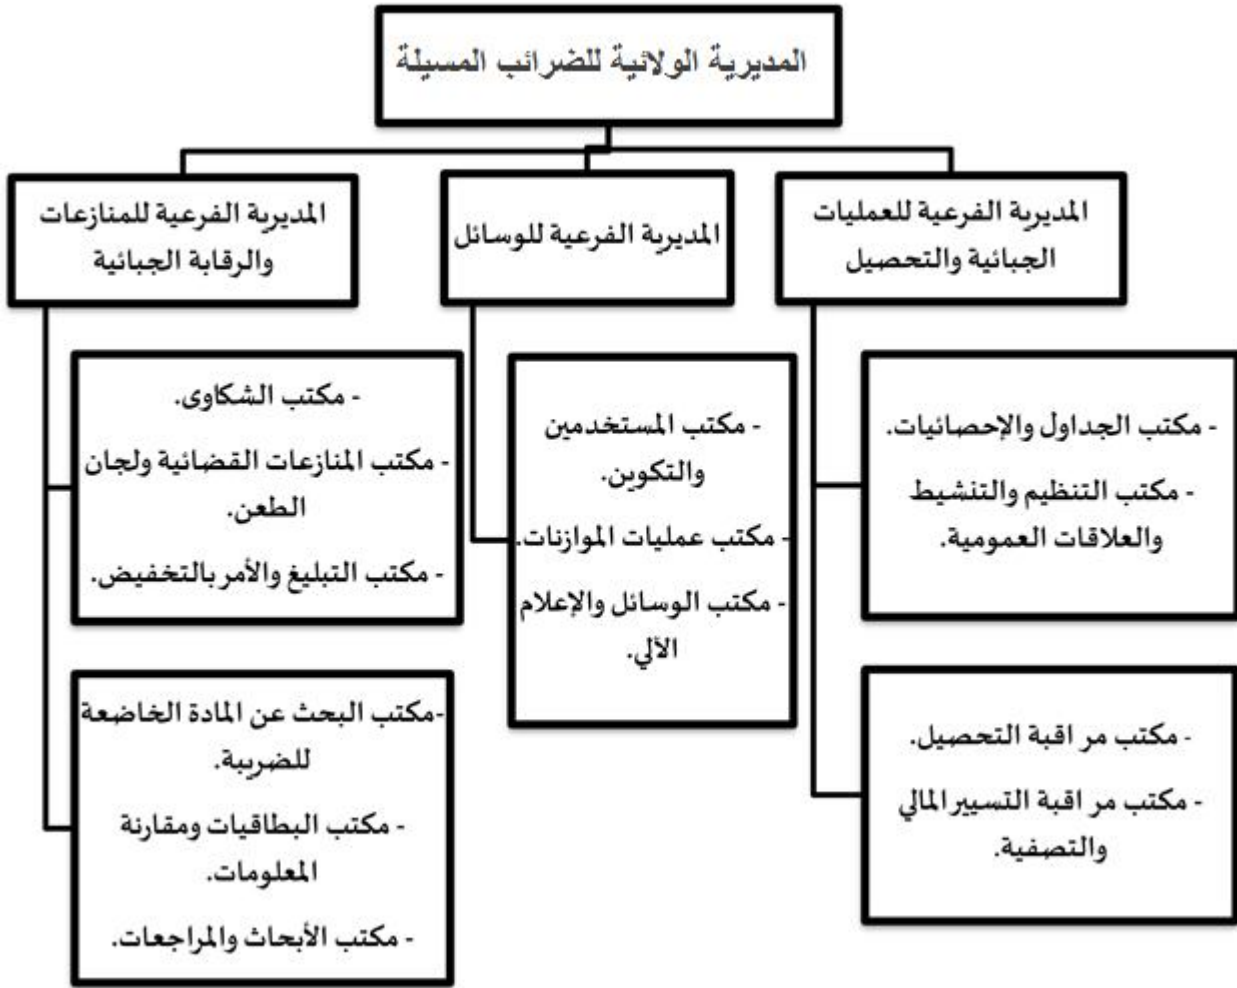 المديرية الولائية للضرائب المسيلة
المديرية الفرعية للعمليات
الجبائية والتحصيل
المديرية الفرعية للوسائل
المديرية الفرعية للمنازعات
والرقابة الجبائية
- مكتب الجداول والإحصائيات.
- مكتب التنظيم والتنشيط
والعلاقات العمومية.
- مكتب مراقبة التحصيل.
- مكتب مراقبة التسيير المالي
والتصفية.
- مكتب المستخدمين
والتكوين.
- مكتب عمليات الموازنات.
- مكتب الوسائل والإعلام
الألي.
- مكتب الشكاوى.
- مكتب المنازعات القضائية ولجان
الطعن.
- مكتب التبليغ والأمر بالتخفيض.
-مكتب البحث عن المادة الخاضعة
للضريبة.
- مكتب البطاقيات ومقارنة
المعلومات.
- مكتب الأبحاث والمراجعات.